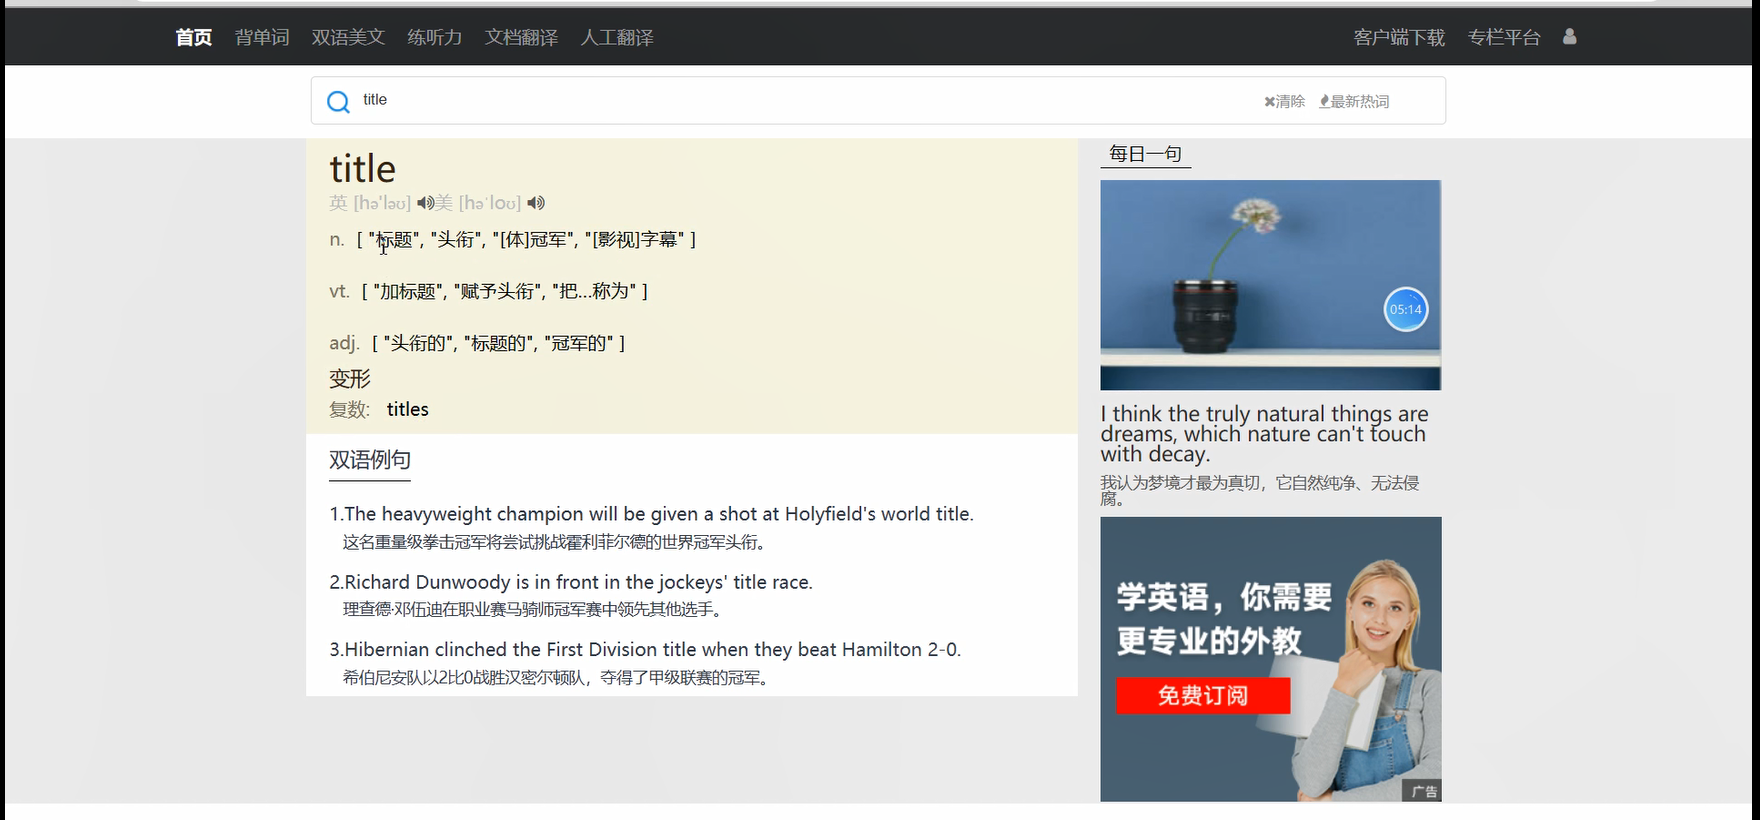 首页 背单词 双语美文 练听力 文档翻译 人工翻译 客户端下载 专栏平台
title 清除 最新热词
title
英 [hə'ləʊ] 美 [həˈloʊ]
n. [ "标题", "头衔", "[体]冠军", "[影视]字幕" ]
vt. [ "加标题", "赋予头衔", "把...称为" ]
adj. [ "头衔的", "标题的", "冠军的" ]
变形
复数: titles
双语例句
1.The heavyweight champion will be given a shot at Holyfield's world title.
这名重量级拳击冠军将尝试挑战霍利菲尔德的世界冠军头衔。
2.Richard Dunwoody is in front in the jockeys' title race.
理查德·邓伍迪在职业赛马骑师冠军赛中领先其他选手。
3.Hibernian clinched the First Division title when they beat Hamilton 2-0.
希伯尼安队以2比0战胜汉密尔顿队，夺得了甲级联赛的冠军。
每日一句
05:14
I think the truly natural things are
dreams, which nature can't touch
with decay.
我认为梦境才最为真切，它自然纯净、无法侵
腐。
学英语，你需要
更专业的外教
免费订阅
广告